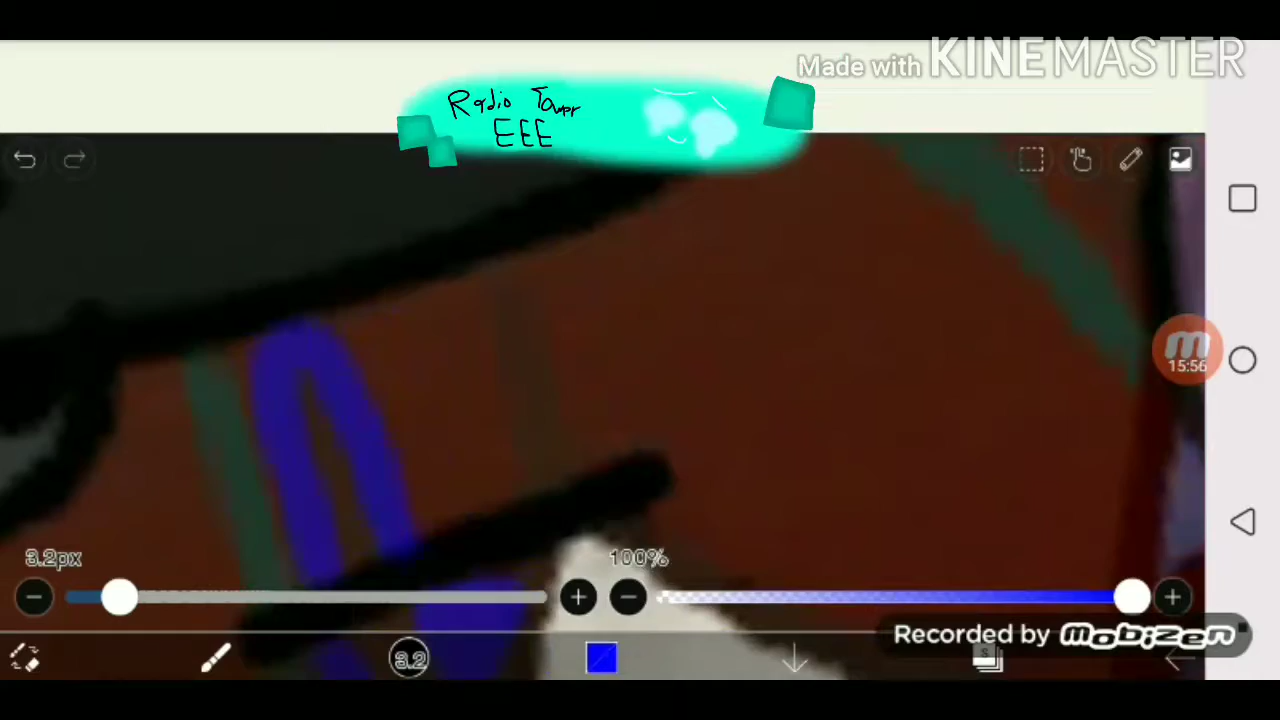 Made with KINEMASTER
Radio Tower
EEE
15:56
3.2px
100%
Recorded by mobizen
3.2
S